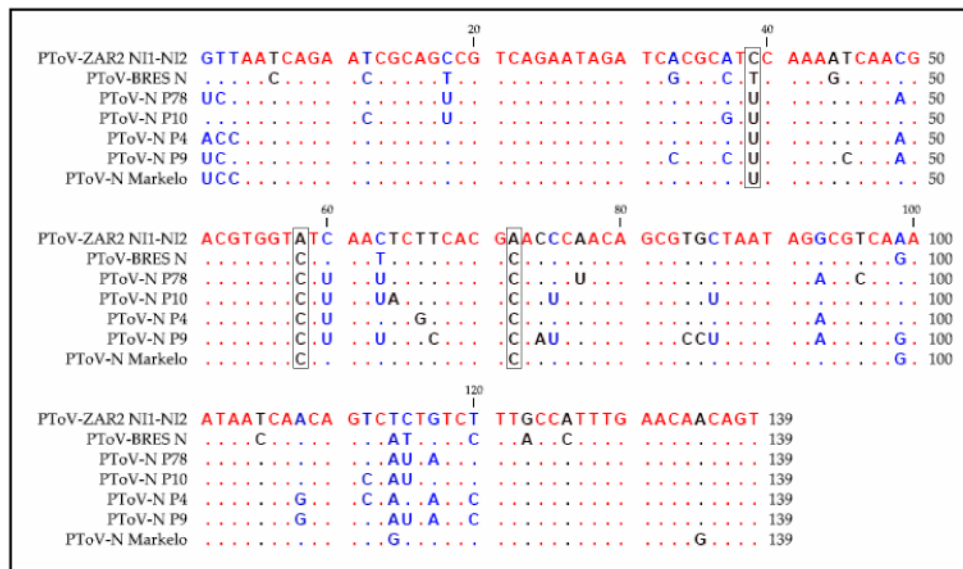 20 40
PToV-ZAR2 NI1-NI2 GTTAATCAGA ATCGCAGCCG TCAGAATAGA TCACGCATCC AAAATCAACG 50
PToV-BRES N .....C.... .C.....T.. .......... ..G...C.T. ...G...... 50
PToV-N P78 UC........ .......U.. .......... ........U. ........A. 50
PToV-N P10 .......... .C.....U.. .......... ......G.U. .......... 50
PToV-N P4 ACC....... .......... .......... ........U. ........A. 50
PToV-N P9 UC........ .......... .......... ..C...C.U. ....C...A. 50
PToV-N Markelo UCC....... .......... .......... ........U. .......... 50
60 80 100
PToV-ZAR2 NI1-NI2 ACGTGGTATC AACTCTTCAC GAACCCAACA GCGTGCTAAT AGGCGTCAAA 100
PToV-BRES N .......C.. ..T....... .C........ .......... ........G. 100
PToV-N P78 .......C.U ..U....... .C....U... .......... ..A..C.... 100
PToV-N P10 .......C.U ..UA...... .C..U..... .....U.... .......... 100
PToV-N P4 .......C.U .....G.... .C........ .......... ..A....... 100
PToV-N P9 .......C.U ..U...C... .C.AU..... ...CCU.... ..A.....G. 100
PToV-N Markelo .......C.. .......... .C........ .......... ........G. 100
120
PToV-ZAR2 NI1-NI2 ATAATCAACA GTCTCTGTCT TTGCCATTTG AACAACAGT 139
PToV-BRES N ....C..... ...AT....C ..A..C.... ......... 139
PToV-N P78 .......... ...AU.A... .......... ......... 139
PToV-N P10 .......... .C.AU..... .......... ......... 139
PToV-N P4 .......G.. .C.A..A..C .......... ......... 139
PToV-N P9 .......G.. ...AU.A..C .......... ......... 139
PToV-N Markelo .......... ...G...... .......... ....G.... 139